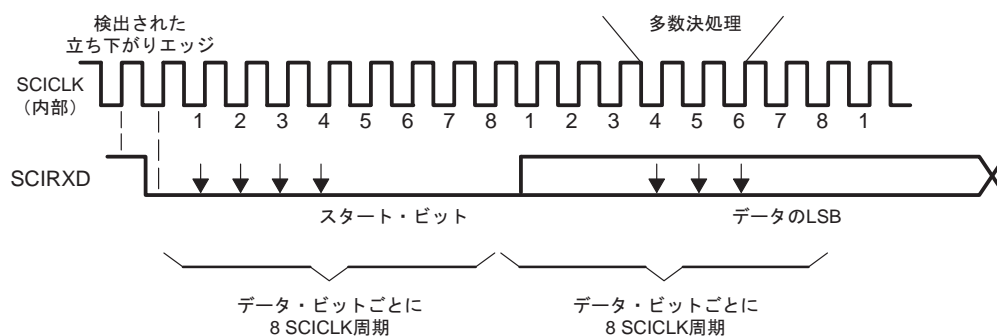 検出された
立ち下がりエッジ
多数決処理
SCICLK
(内部)
1 2 3 4 5 6 7 8 1 2 3 4 5 6 7 8 1
SCIRXD
スタート・ビット
データのLSB
データ・ビットごとに
8 SCICLK周期
データ・ビットごとに
8 SCICLK周期